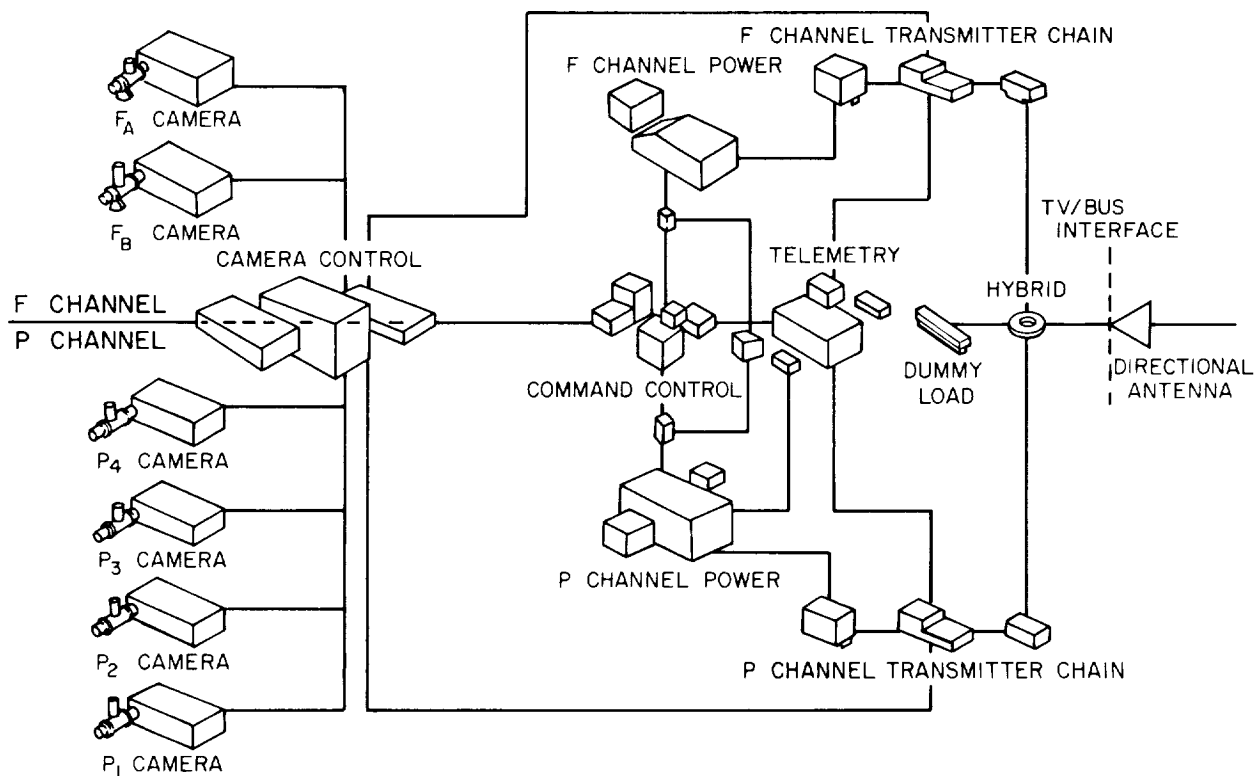 F CHANNEL TRANSMITTER CHAIN
F CHANNEL POWER
FA CAMERA
FB CAMERA
CAMERA CONTROL
TELEMETRY
TV/BUS
INTERFACE
HYBRID
F CHANNEL
P CHANNEL
COMMAND CONTROL
DUMMY
LOAD
DIRECTIONAL
ANTENNA
P4 CAMERA
P3 CAMERA
P CHANNEL POWER
P2 CAMERA
P CHANNEL TRANSMITTER CHAIN
P1 CAMERA